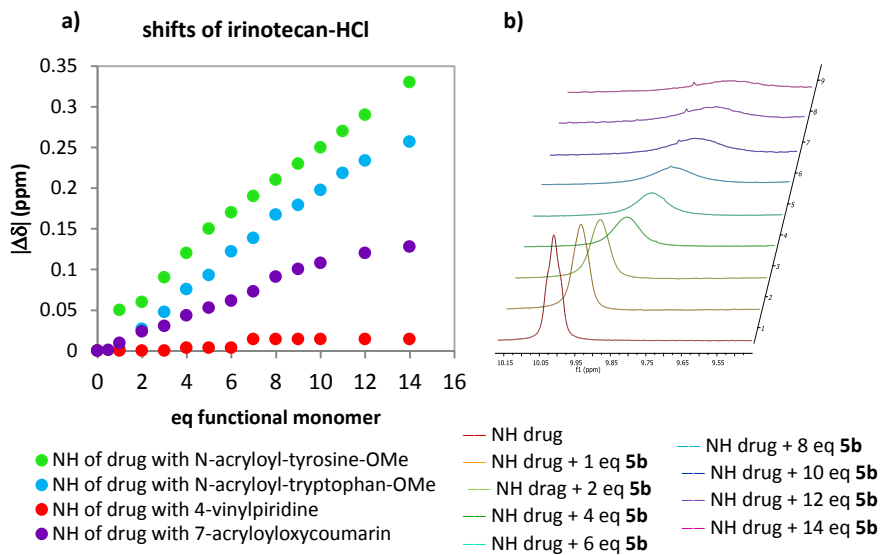 a)
shifts of irinotecan-HCl
0.35
0.3
0.25
0.2
0.15
0.1
0.05
0
|Δδ| (ppm)
0 2 4 6 8 10 12 14 16
eq functional monomer
NH of drug with N-acryloyl-tyrosine-OMe
NH of drug with N-acryloyl-tryptophan-OMe
NH of drug with 4-vinylpiridine
NH of drug with 7-acryloyloxycoumarin
b)
9
8
7
6
5
4
3
2
1
10.15 10.05 9.95 9.85 9.75 9.65 9.55
f1 (ppm)
NH drug
NH drug + 1 eq 5b
NH drag + 2 eq 5b
NH drug + 4 eq 5b
NH drug + 6 eq 5b
NH drug + 8 eq 5b
NH drug + 10 eq 5b
NH drug + 12 eq 5b
NH drug + 14 eq 5b